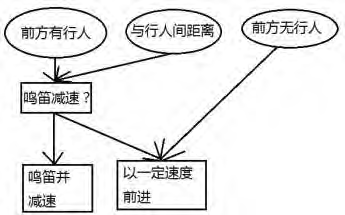 前方有行人
与行人间距离
前方无行人
鸣笛减速？
鸣笛并
减速
以一定速度
前进